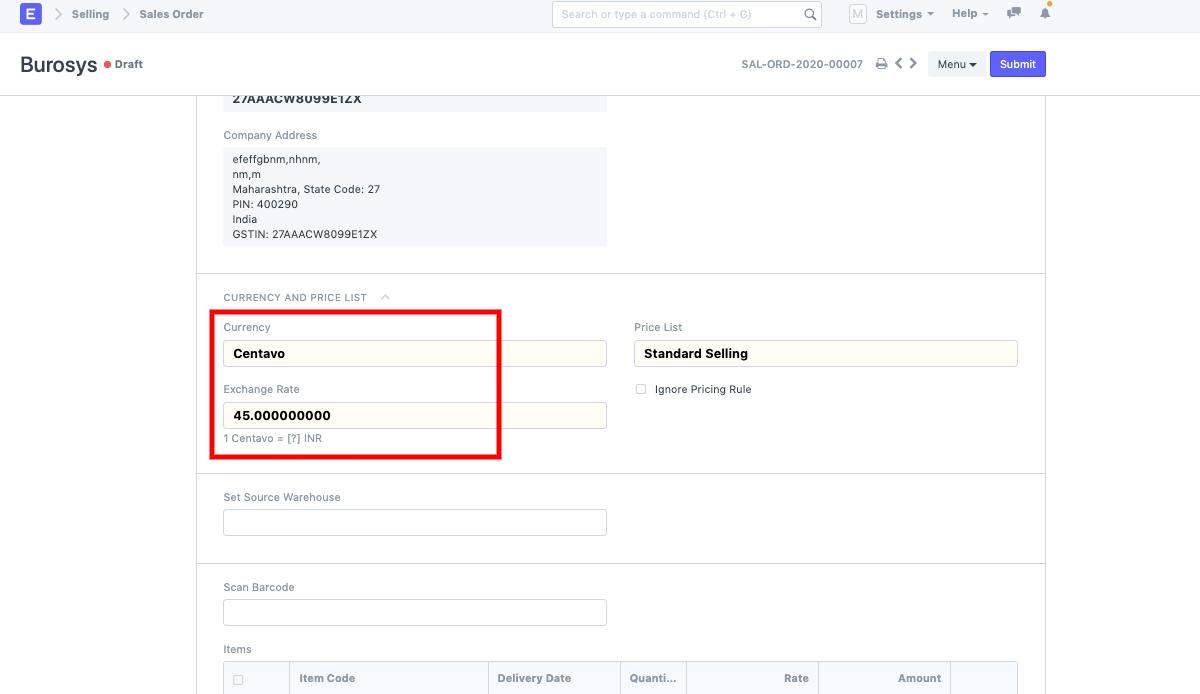 E Selling Sales Order Search or type a command (Ctrl + G) M Settings Help
Burosys Draft SAL-ORD-2020-00007 Menu Submit
27AAACW8099E1ZX
Company Address
efeffgbnm,nhnm,
nm,m
Maharashtra, State Code: 27
PIN: 400290
India
GSTIN: 27AAACW8099E1ZX
CURRENCY AND PRICE LIST
Currency Price List
Centavo Standard Selling
Exchange Rate Ignore Pricing Rule
45.000000000
1 Centavo = [?] INR
Set Source Warehouse
Scan Barcode
Items
Item Code Delivery Date Quanti... Rate Amount